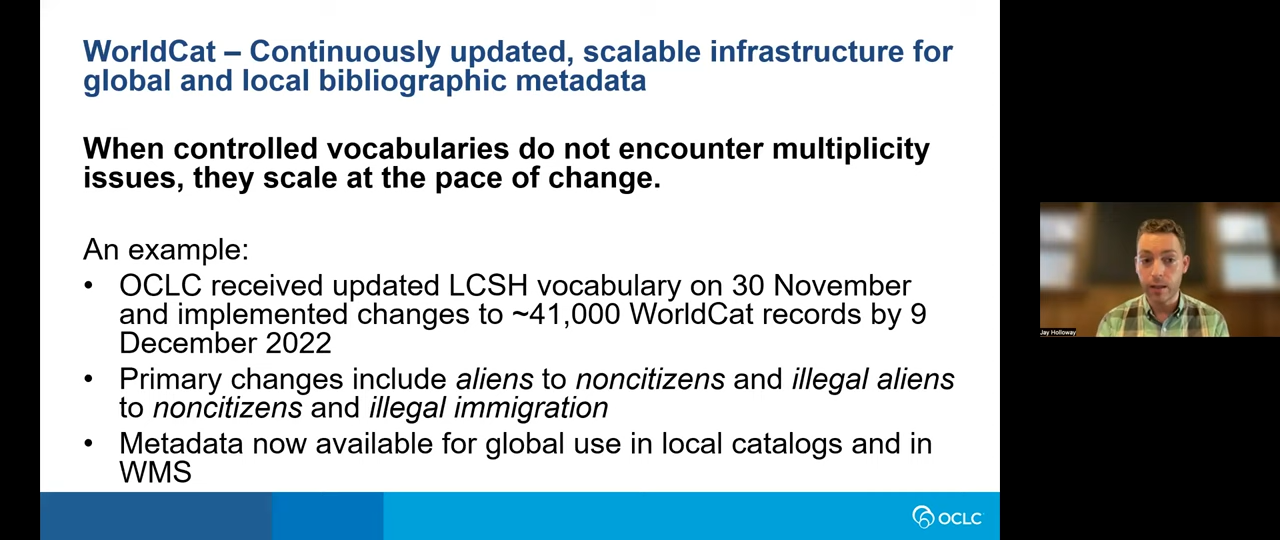 WorldCat – Continuously updated, scalable infrastructure for
global and local bibliographic metadata
When controlled vocabularies do not encounter multiplicity
issues, they scale at the pace of change.
An example:
• OCLC received updated LCSH vocabulary on 30 November
and implemented changes to ~41,000 WorldCat records by 9
December 2022
• Primary changes include aliens to noncitizens and illegal aliens
to noncitizens and illegal immigration
• Metadata now available for global use in local catalogs and in
WMS
OCLC
Jay Holloway